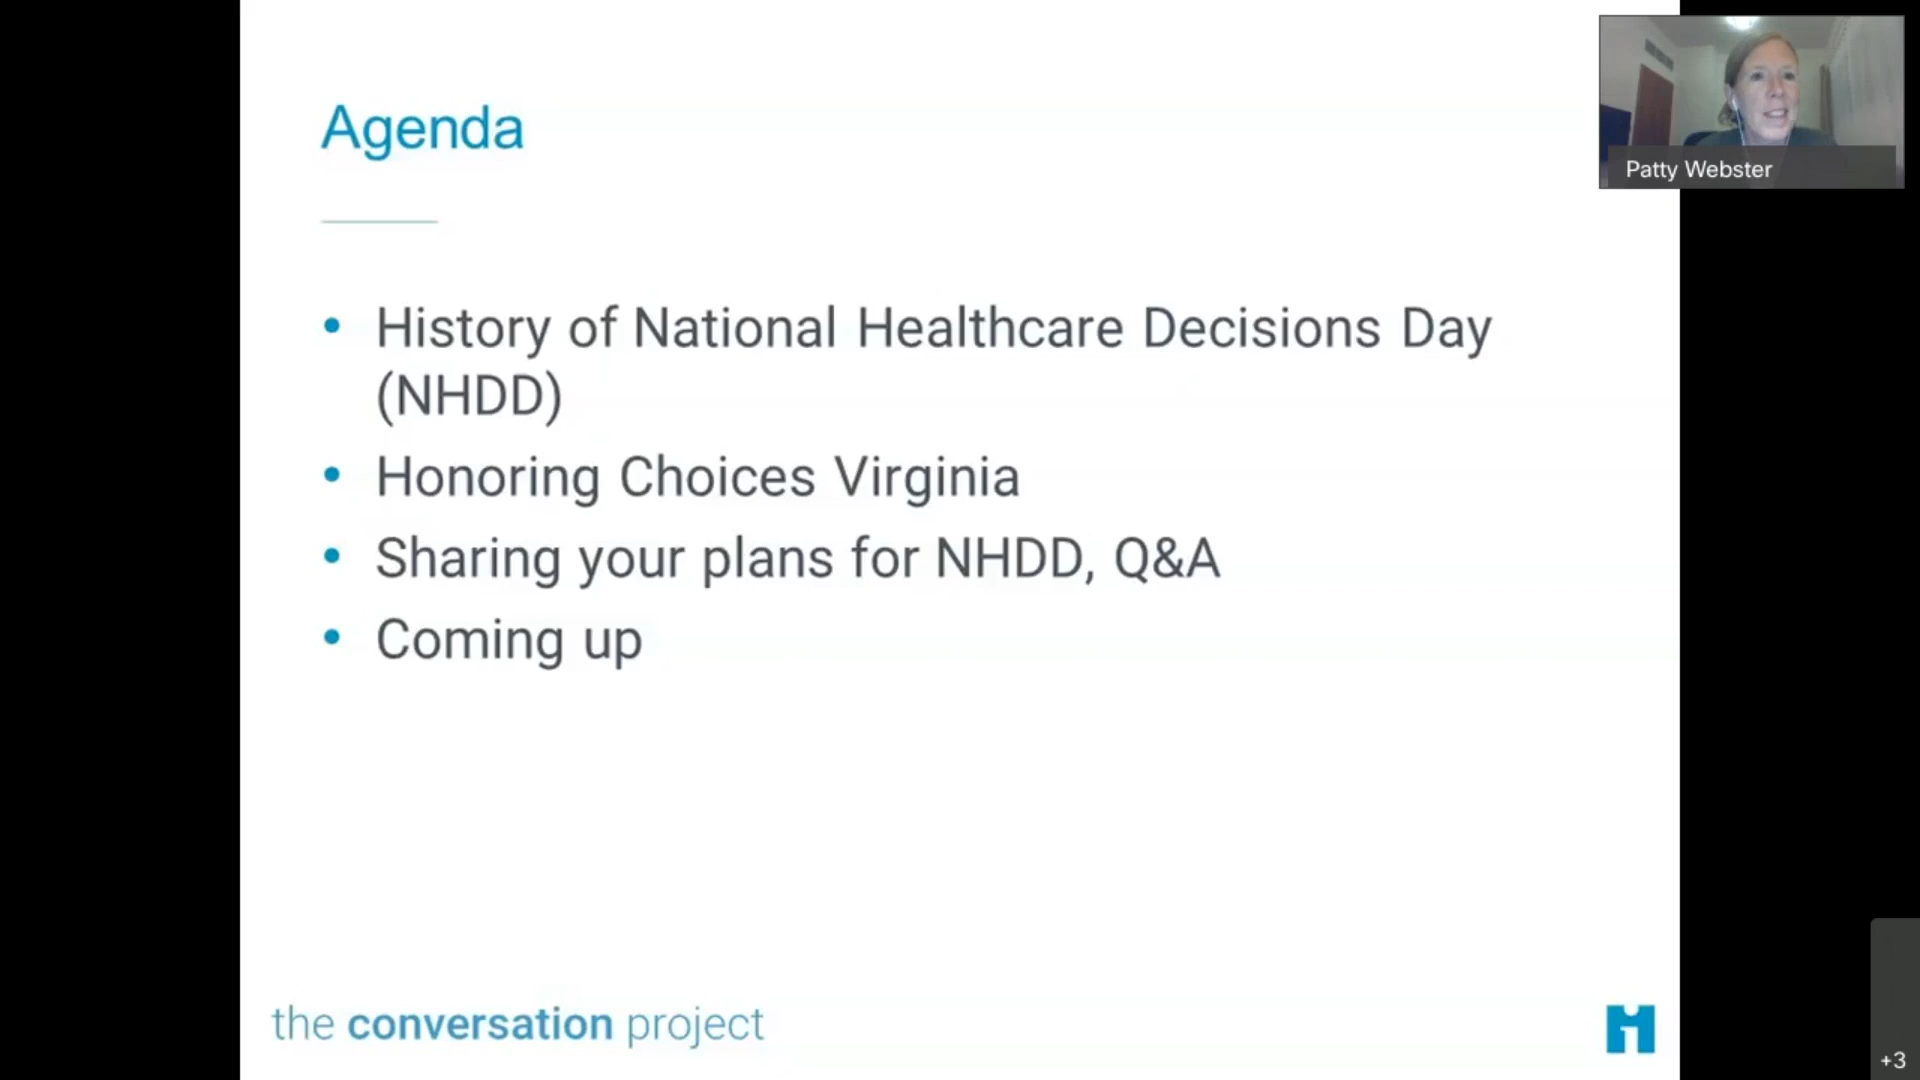 Agenda
Patty Webster
• History of National Healthcare Decisions Day
(NHDD)
• Honoring Choices Virginia
• Sharing your plans for NHDD, Q&A
• Coming up
the conversation project
+3